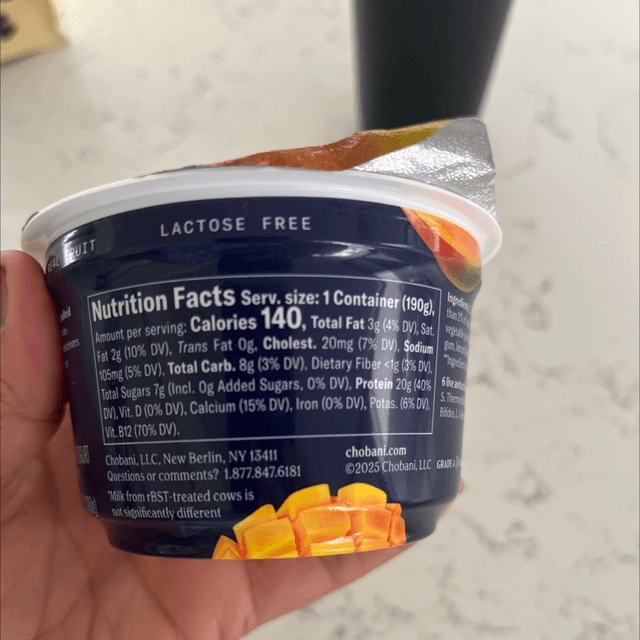 LACTOSE FREE
Nutrition Facts Serv. size: 1 Container (190g),
Amount per serving: Calories 140, Total Fat 3g (4% DV), Sat.
Fat 2g (10% DV), Trans Fat 0g, Cholest. 20mg (7% DV), Sodium
105mg (5% DV), Total Carb. 8g (3% DV), Dietary Fiber <1g (3% DV),
Total Sugars 7g (Incl. 0g Added Sugars, 0% DV), Protein 20g (40%
DV), Vit. D (0% DV), Calcium (15% DV), Iron (0% DV), Potas. (6% DV),
Vit. B12 (70% DV).
Chobani, LLC, New Berlin, NY 13411
Questions or comments? 1.877.847.6181
*Milk from rBST-treated cows is
not significantly different
chobani.com
©2025 Chobani, LLC
GRADE A
6 live and
S. Thermo